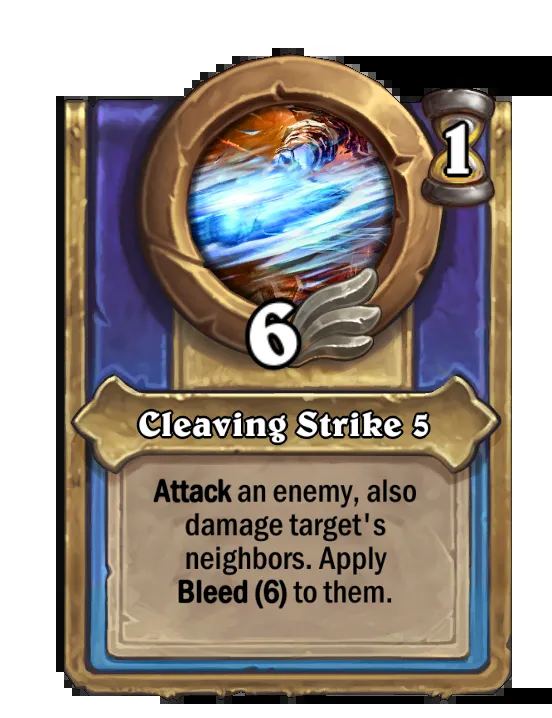 1
6
Cleaving Strike 5
Attack an enemy, also
damage target's
neighbors. Apply
Bleed (6) to them.